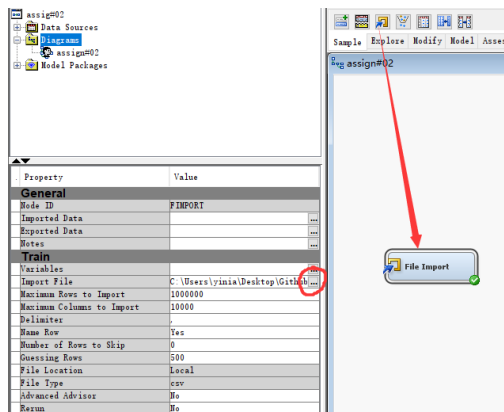 assig#02
Data Sources
Diagrams
assign#02
Model Packages
Sample Explore Modify Model Asses
assign#02
Property Value
General
Node ID FIMPORT
Imported Data ...
Exported Data ...
Notes ...
Train
Variables ...
Import File C:\Users\yinia\Desktop\Github ...
Maximum Rows to Import 1000000
Maximum Columns to Import 10000
Delimiter ,
Name Row Yes
Number of Rows to Skip 0
Guessing Rows 500
File Location Local
File Type csv
Advanced Advisor No
Rerun No
File Import